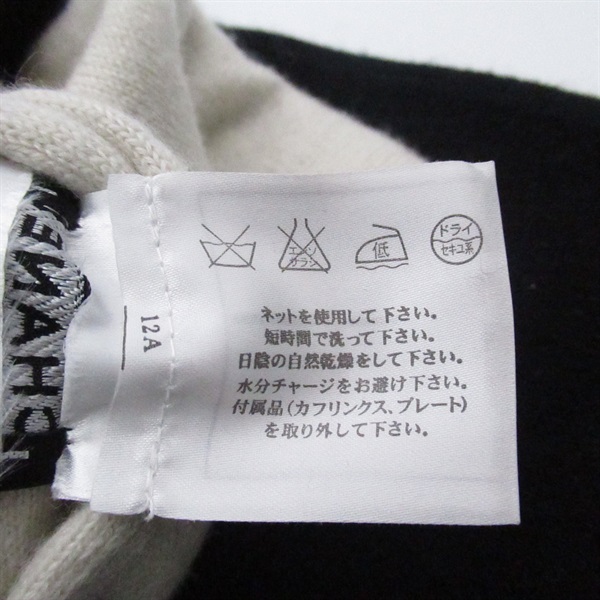 エンソ
サラシ
低
ドライ
セキユ系
ネットを使用して下さい。
短時間で洗って下さい。
日陰の自然乾燥をして下さい。
水分チャージをお避け下さい。
付属品(カフリンクス、プレート)
を取り外して下さい。
12A
CHANEL